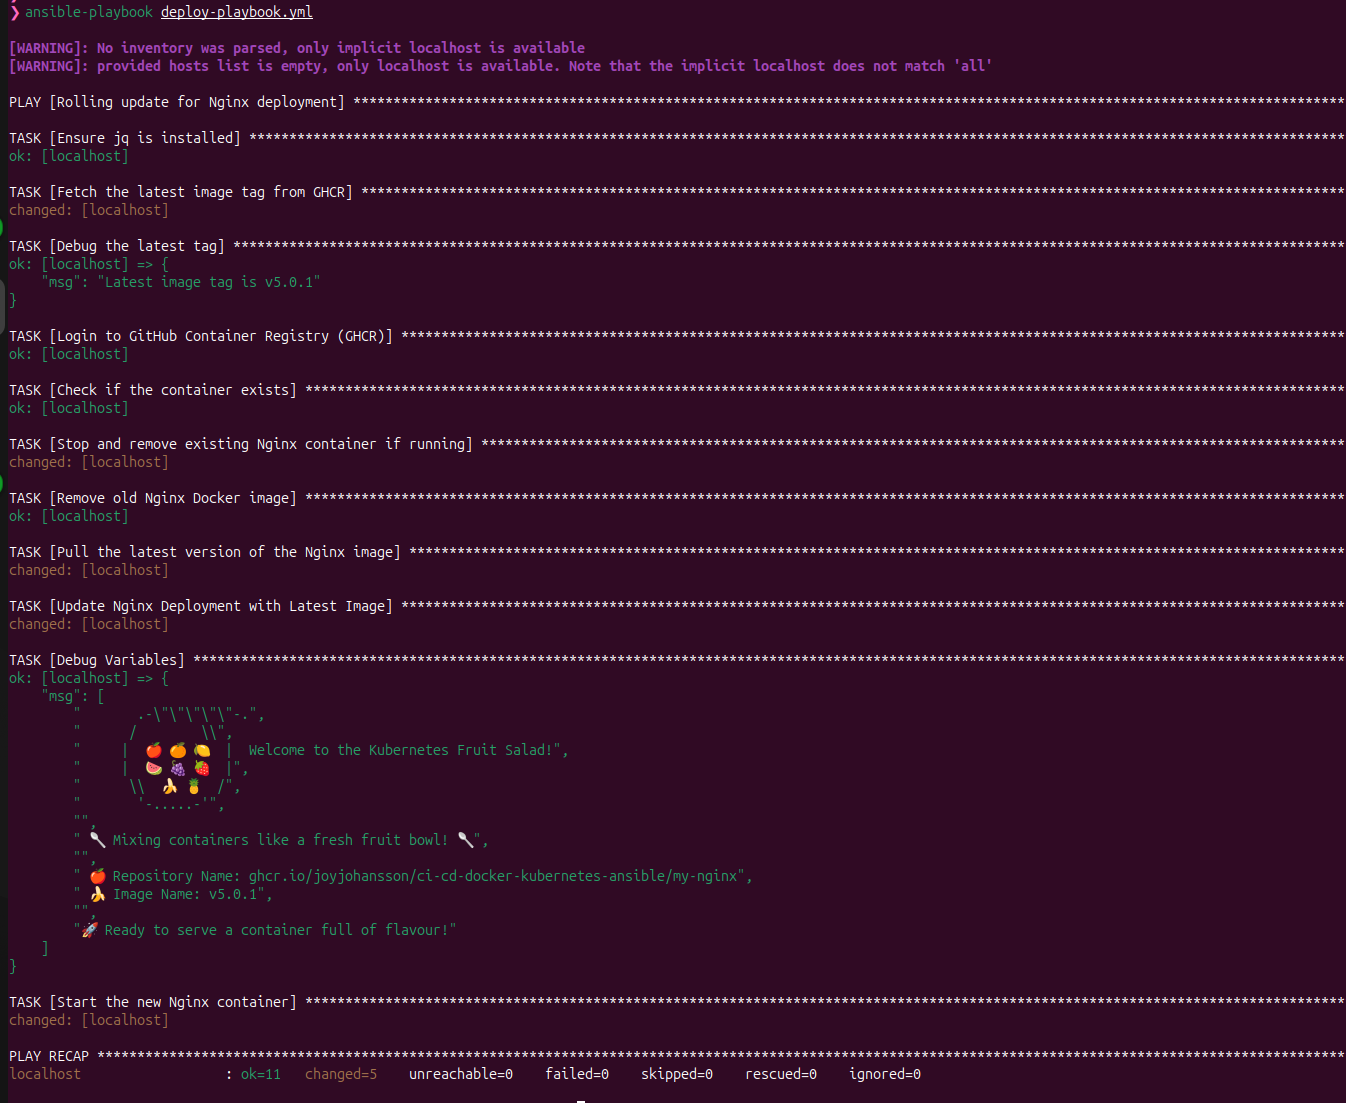 ❯ ansible-playbook deploy-playbook.yml
[WARNING]: No inventory was parsed, only implicit localhost is available
[WARNING]: provided hosts list is empty, only localhost is available. Note that the implicit localhost does not match 'all'
PLAY [Rolling update for Nginx deployment] ****************************************************************************************************************************
TASK [Ensure jq is installed] *****************************************************************************************************************************************
ok: [localhost]
TASK [Fetch the latest image tag from GHCR] ***************************************************************************************************************************
changed: [localhost]
TASK [Debug the latest tag] *******************************************************************************************************************************************
ok: [localhost] => {
    "msg": "Latest image tag is v5.0.1"
}
TASK [Login to GitHub Container Registry (GHCR)] **********************************************************************************************************************
ok: [localhost]
TASK [Check if the container exists] **********************************************************************************************************************************
ok: [localhost]
TASK [Stop and remove existing Nginx container if running] ************************************************************************************************************
changed: [localhost]
TASK [Remove old Nginx Docker image] **********************************************************************************************************************************
ok: [localhost]
TASK [Pull the latest version of the Nginx image] *********************************************************************************************************************
changed: [localhost]
TASK [Update Nginx Deployment with Latest Image] **********************************************************************************************************************
changed: [localhost]
TASK [Debug Variables] ************************************************************************************************************************************************
ok: [localhost] => {
    "msg": [
        "       .-\"\"\"\"\"-.",
        "      /        \\",
        "     |  🍎 🍊 🍋  |  Welcome to the Kubernetes Fruit Salad!",
        "     |  🍉 🍇 🍓  |",
        "      \\  🍌 🍍  /",
        "       '-.....-'",
        "",
        " 🥄 Mixing containers like a fresh fruit bowl! 🥄",
        "",
        " 🍎 Repository Name: ghcr.io/joyjohansson/ci-cd-docker-kubernetes-ansible/my-nginx",
        " 🍌 Image Name: v5.0.1",
        "",
        "🚀 Ready to serve a container full of flavour!"
    ]
}
TASK [Start the new Nginx container] **********************************************************************************************************************************
changed: [localhost]
PLAY RECAP ************************************************************************************************************************************************************
localhost                  : ok=11   changed=5    unreachable=0    failed=0    skipped=0    rescued=0    ignored=0